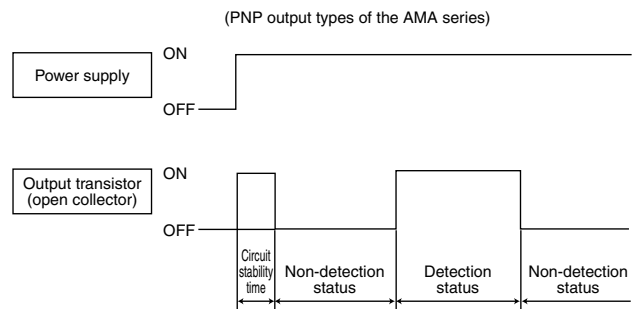 (PNP output types of the AMA series)
ON
Power supply
OFF
ON
Output transistor
(open collector)
OFF
Circuit
stability
time
Non-detection
status
Detection
status
Non-detection
status